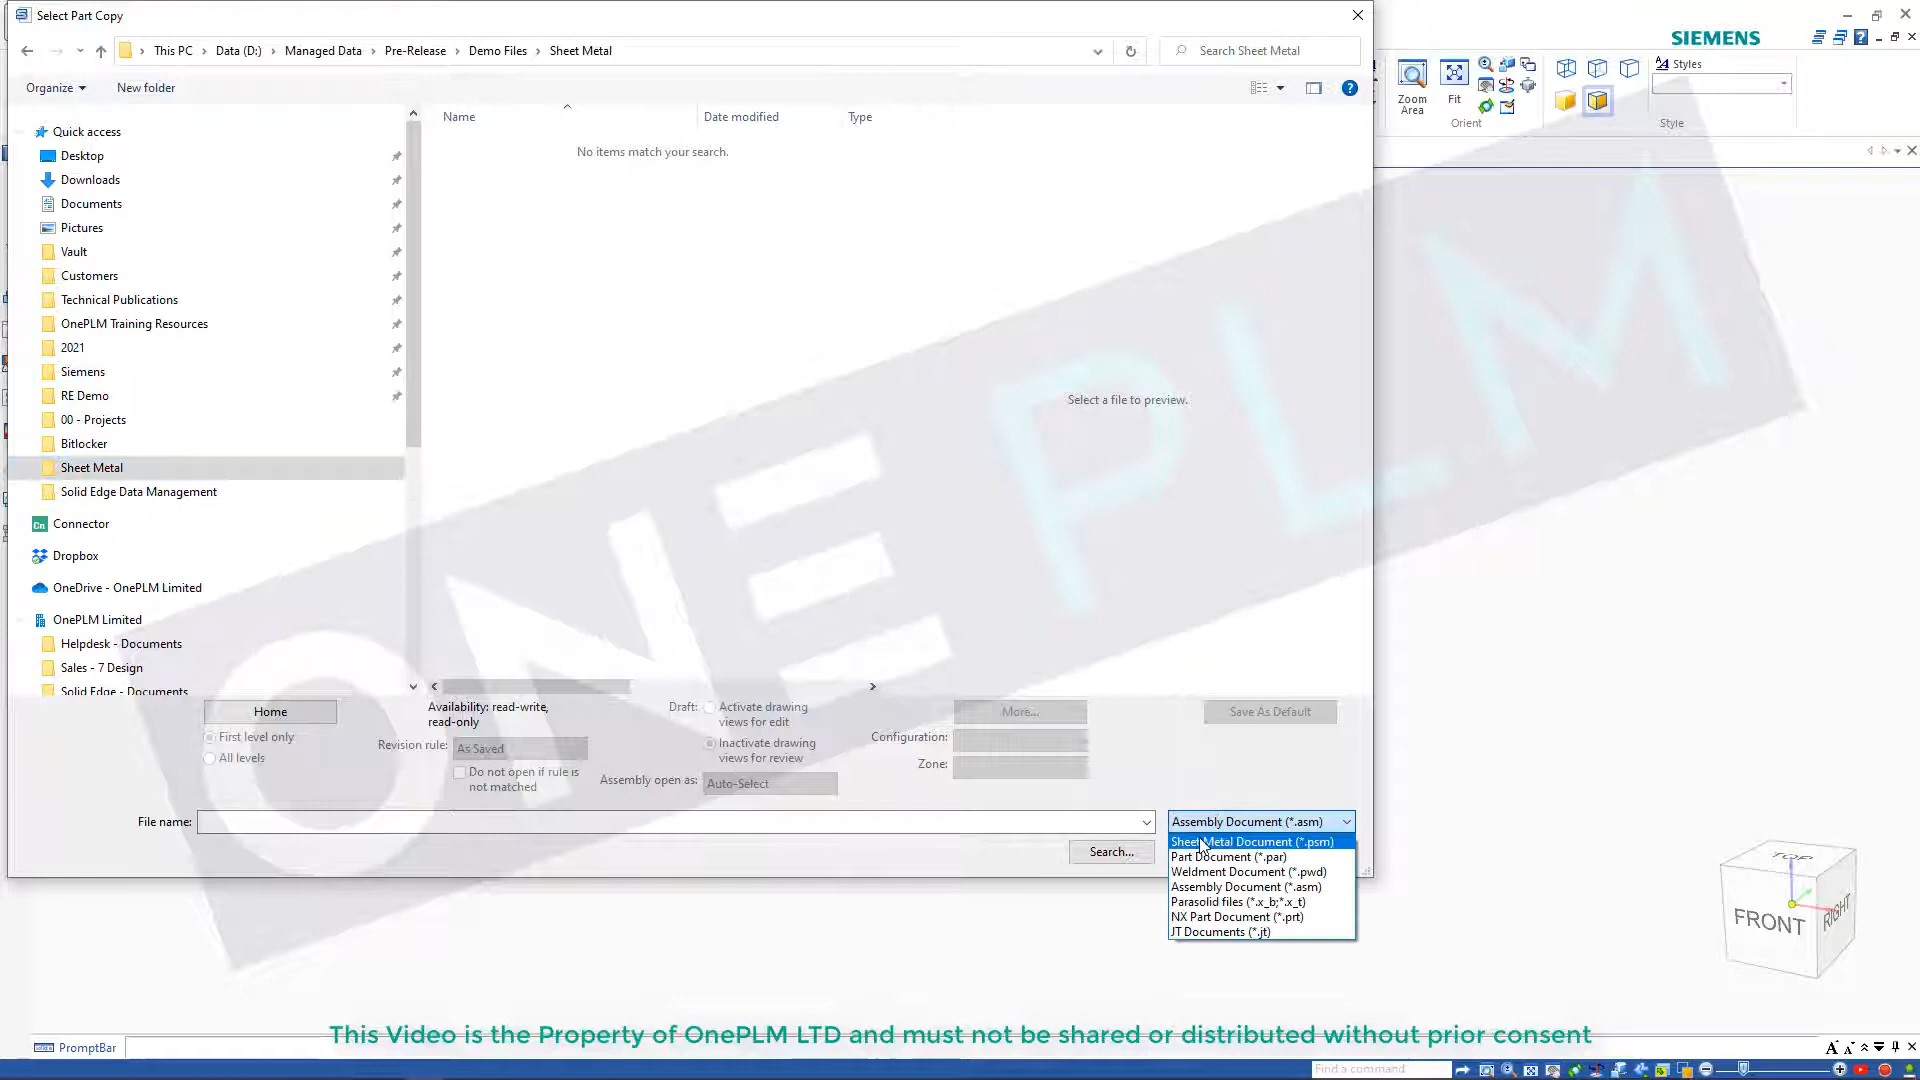 Select Part Copy
This PC
Data (D:)
Managed Data
Pre-Release
Demo Files
Sheet Metal
Search Sheet Metal
SIEMENS
Organize
New folder
Name
Date modified
Type
No items match your search.
Select a file to preview.
Zoom
Area
Fit
Orient
Styles
Style
Quick access
Desktop
Downloads
Documents
Pictures
Vault
Customers
Technical Publications
OnePLM Training Resources
2021
Siemens
RE Demo
00 - Projects
Bitlocker
Sheet Metal
Solid Edge Data Management
Cn
Connector
Dropbox
OneDrive - OnePLM Limited
OnePLM Limited
Helpdesk - Documents
Sales - 7 Design
Solid Edge - Documents
ONEPLM
Home
First level only
All levels
Availability: read-write,
read-only
Revision rule:
As Saved
Do not open if rule is
not matched
Draft:
Activate drawing
views for edit
Inactivate drawing
views for review
Assembly open as:
Auto-Select
More...
Configuration:
Zone:
Save As Default
File name:
Assembly Document (*.asm)
Search...
Sheet Metal Document (*.psm)
Part Document (*.par)
Weldment Document (*.pwd)
Assembly Document (*.asm)
Parasolid files (*.x_b;*.x_t)
NX Part Document (*.prt)
JT Documents (*.jt)
TOP
FRONT
RIGHT
This Video is the Property of OnePLM LTD and must not be shared or distributed without prior consent
PromptBar
Find a command